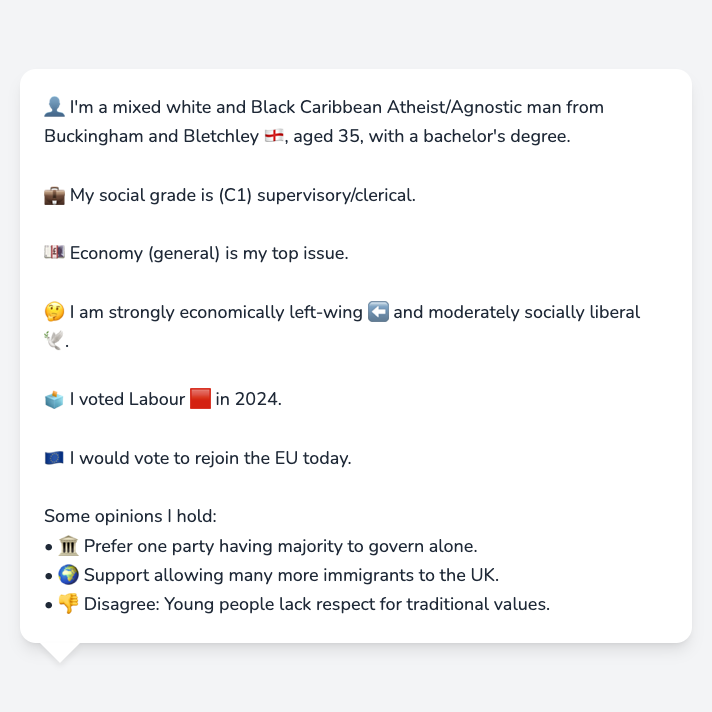 👤 I'm a mixed white and Black Caribbean Atheist/Agnostic man from
Buckingham and Bletchley 🏴󠁧󠁢󠁥󠁮󠁧󠁿, aged 35, with a bachelor's degree.
💼 My social grade is (C1) supervisory/clerical.
💷 Economy (general) is my top issue.
🤔 I am strongly economically left-wing ⬅️ and moderately socially liberal
🕊️.
🗳️ I voted Labour 🟥 in 2024.
🇪🇺 I would vote to rejoin the EU today.
Some opinions I hold:
• 🏛️ Prefer one party having majority to govern alone.
• 🌍 Support allowing many more immigrants to the UK.
• 👎 Disagree: Young people lack respect for traditional values.